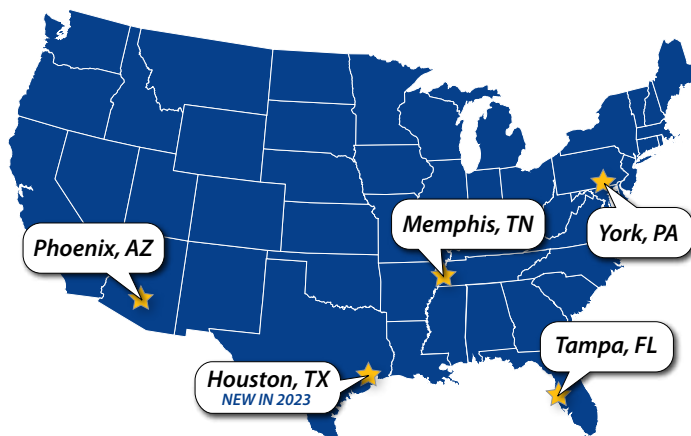 Memphis, TN
York, PA
Phoenix, AZ
Tampa, FL
Houston, TX
NEW IN 2023